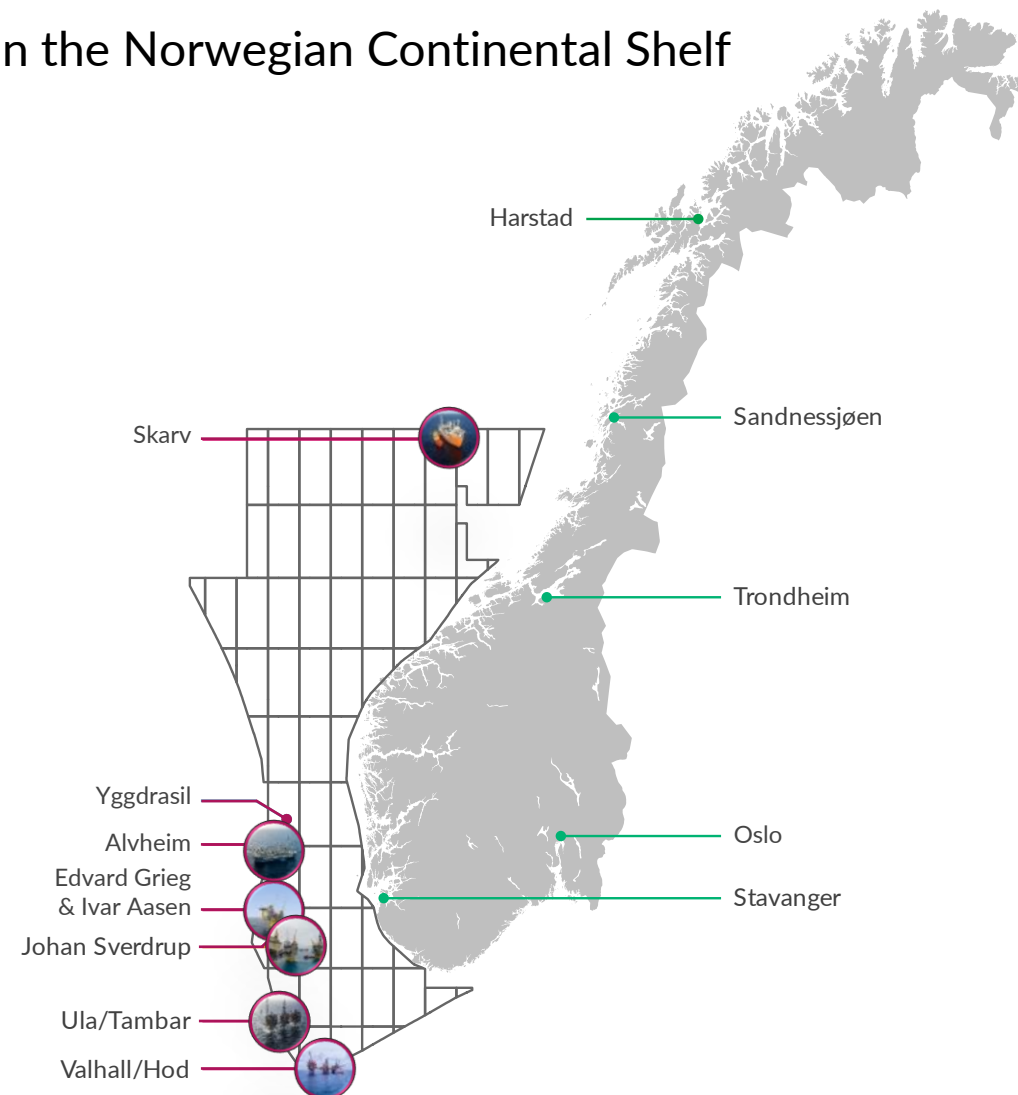 n the Norwegian Continental Shelf
Harstad
Sandnessjøen
Skarv
Trondheim
Yggdrasil
Alvheim
Oslo
Edvard Grieg
& Ivar Aasen
Stavanger
Johan Sverdrup
Ula/Tambar
Valhall/Hod